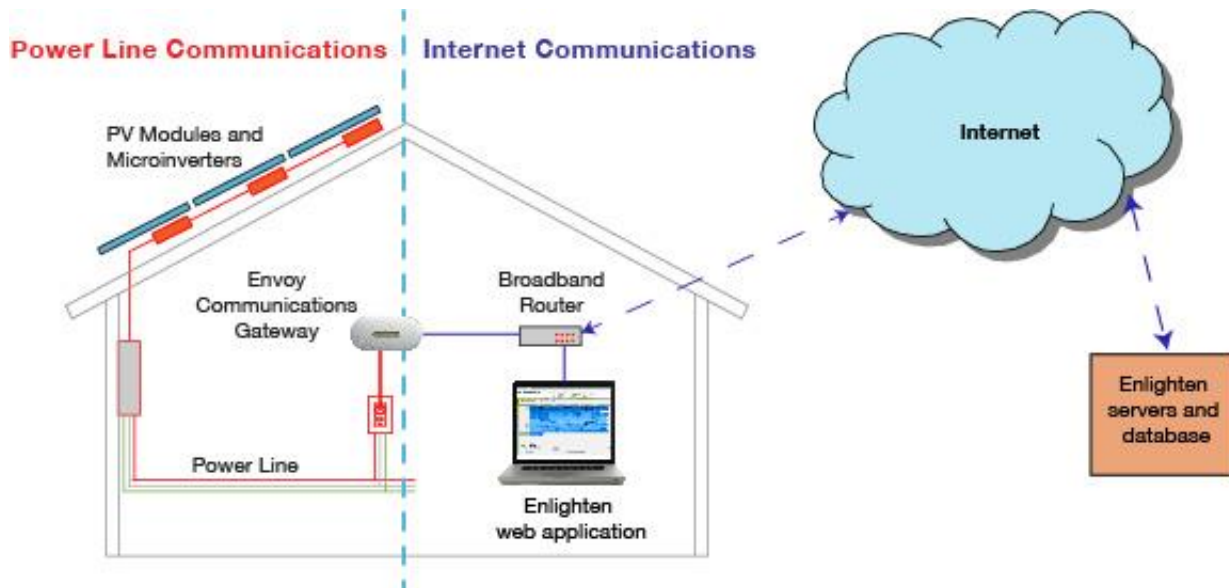 Power Line Communications
Internet Communications
PV Modules and
Microinverters
Internet
Envoy
Communications
Gateway
Broadband
Router
Enlighten
servers and
database
Power Line
Enlighten
web application